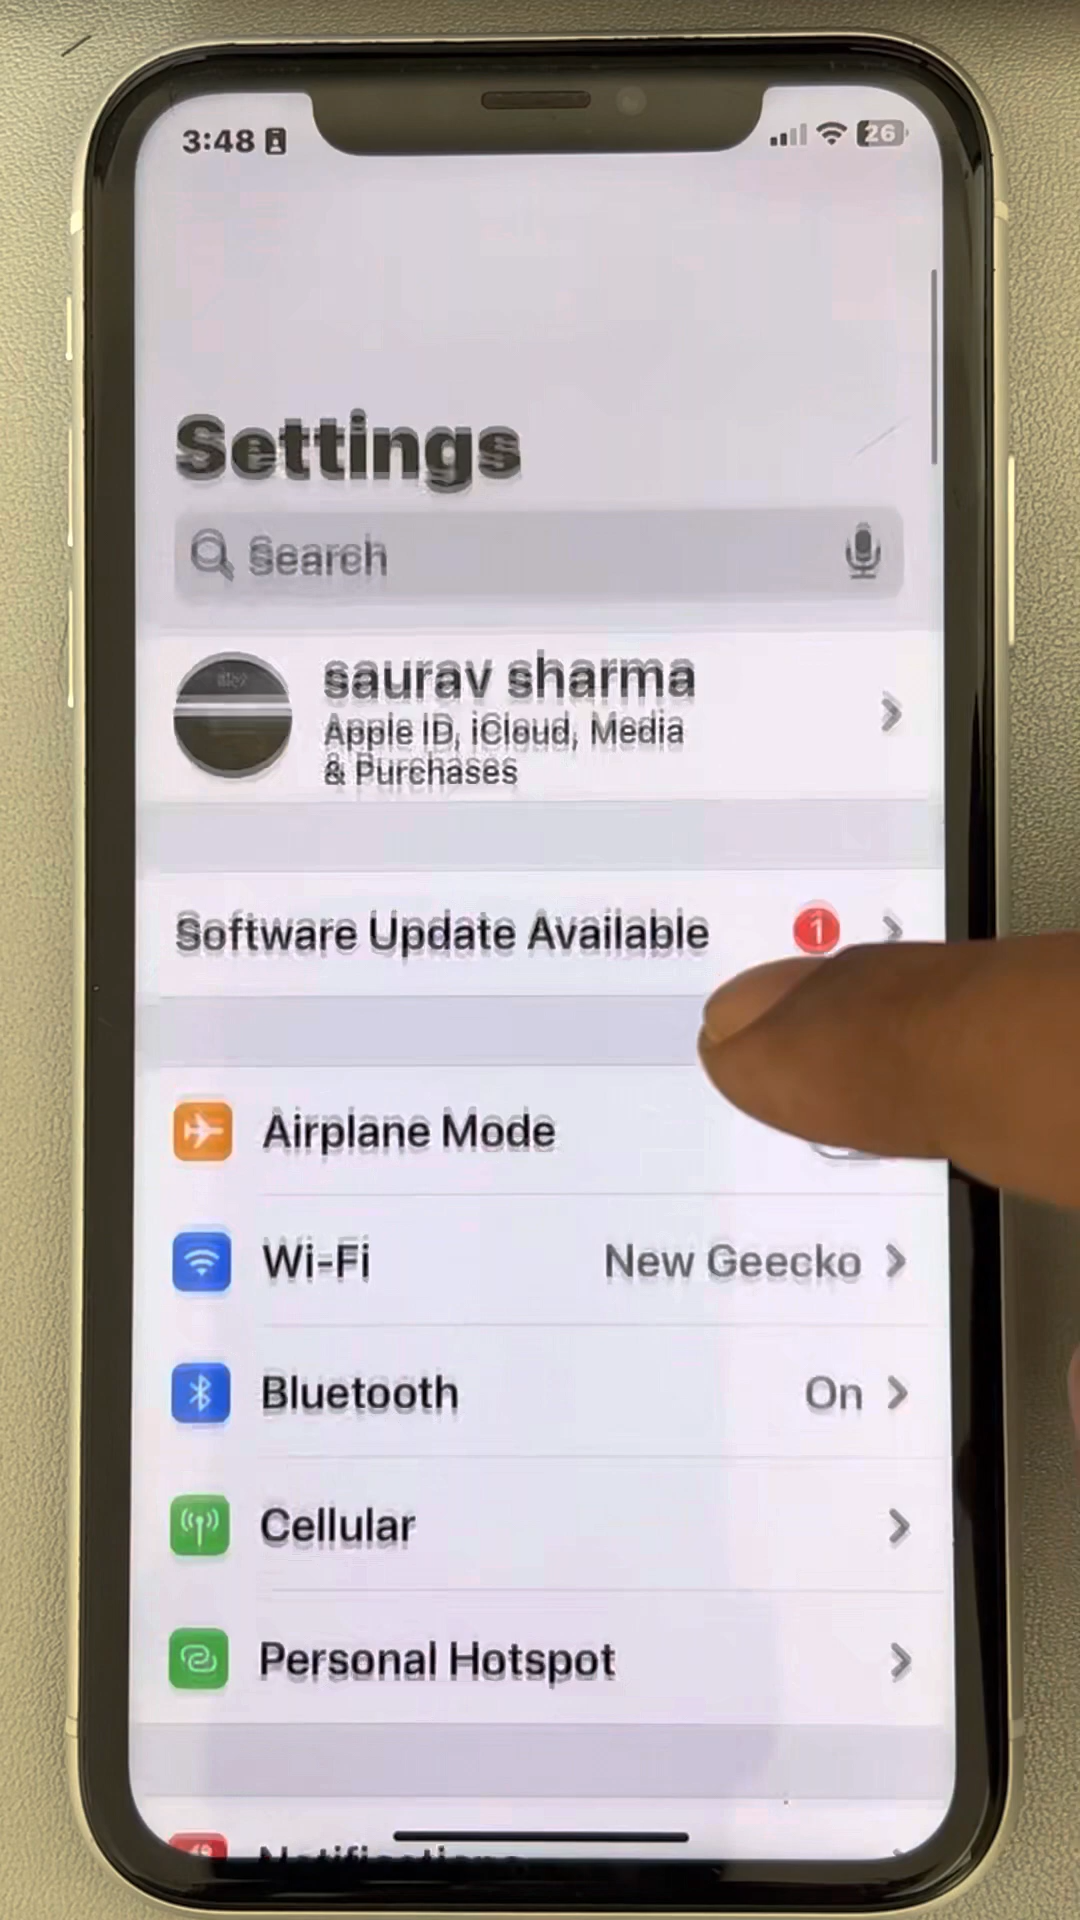 3:48
26
Settings
Search
saurav sharma
Apple ID, iCloud, Media
& Purchases
Software Update Available
1
Airplane Mode
Wi-Fi
New Geecko
Bluetooth
On
Cellular
Personal Hotspot
Notifications